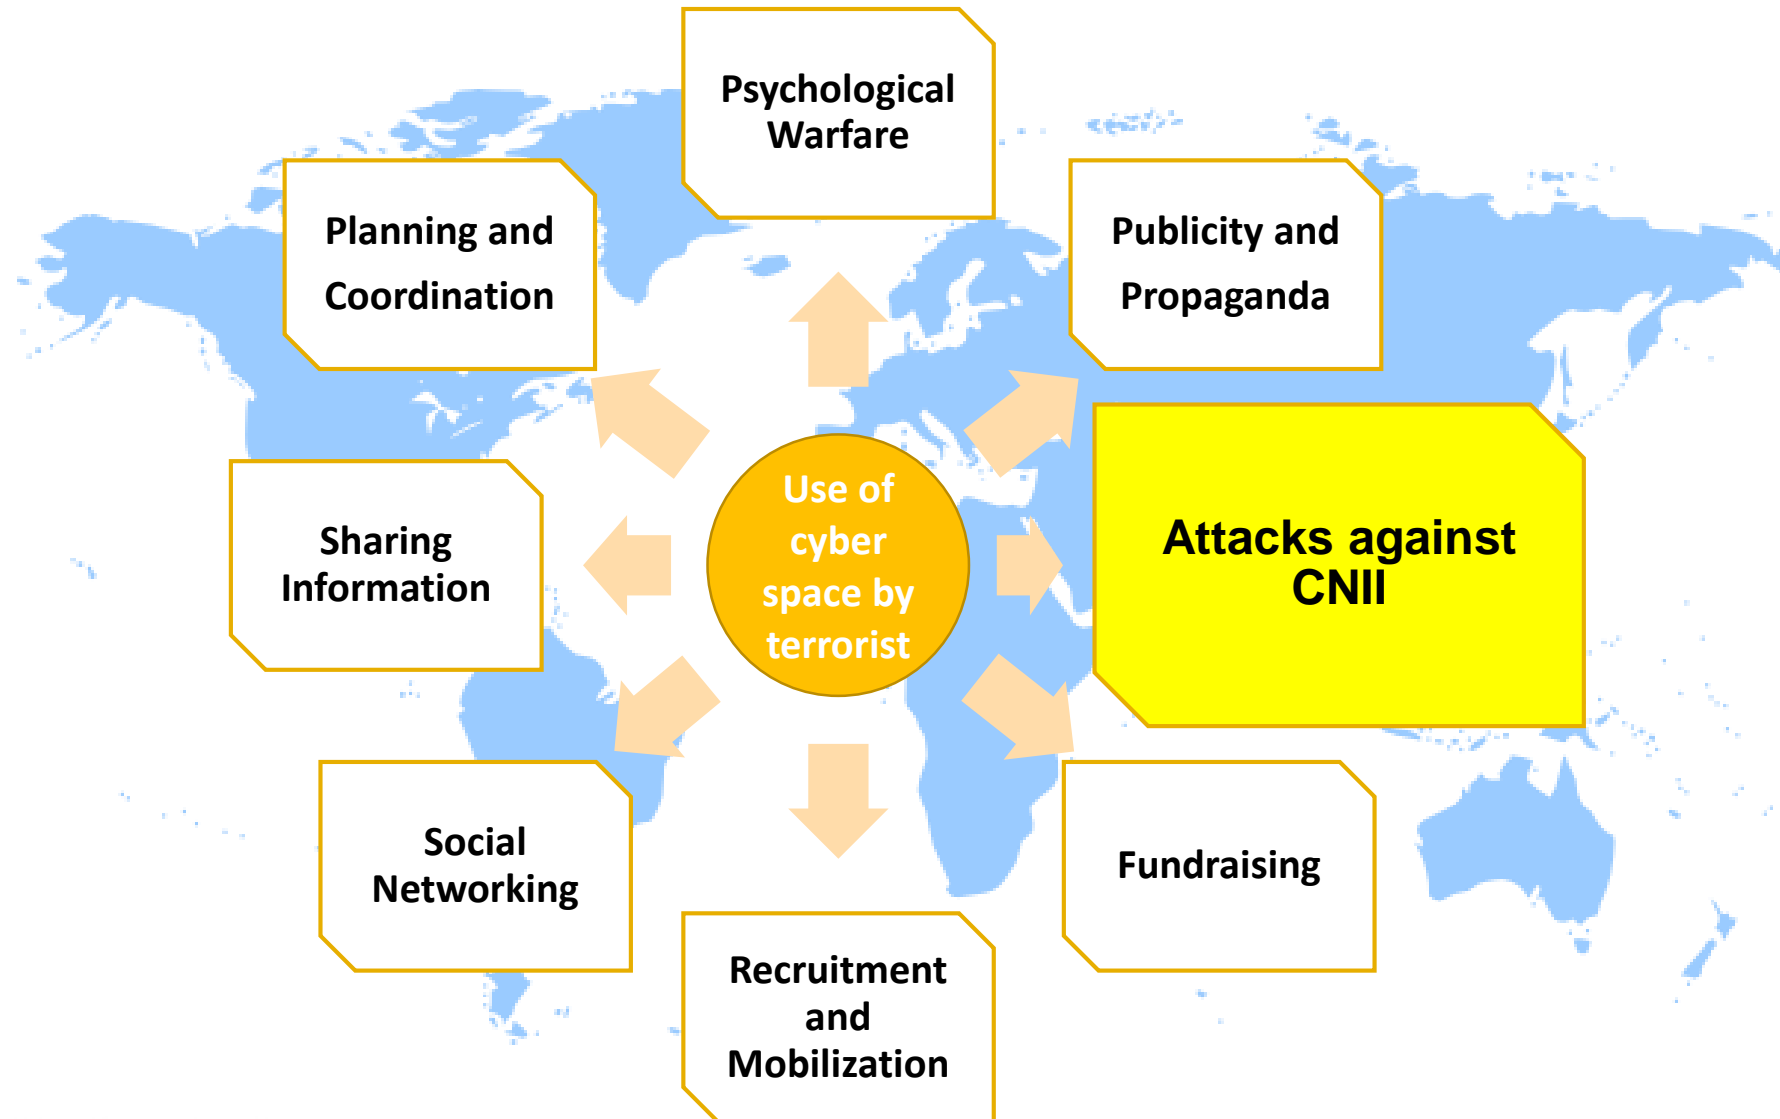 Psychological
Warfare
Planning and
Coordination
Publicity and
Propaganda
Use of
cyber
space by
terrorist
Attacks against
CNII
Sharing
Information
Social
Networking
Fundraising
Recruitment
and
Mobilization